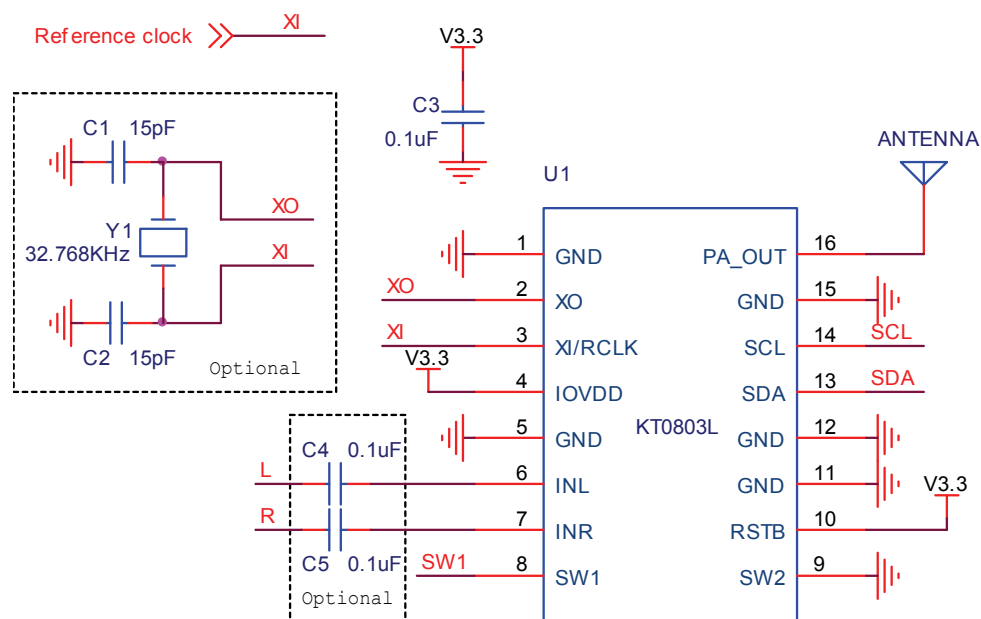 Reference clock
XI
V3.3
C3
0.1uF
C1
15pF
XO
Y1
32.768KHz
XI
C2
15pF
Optional
ANTENNA
U1
KT0803L
1
GND
XO
2
XO
XI
3
XI/RCLK
V3.3
4
IOVDD
5
GND
L
C4
0.1uF
6
INL
R
C5
0.1uF
7
INR
Optional
SW1
8
SW1
PA_OUT
16
GND
15
SCL
14
SCL
SDA
13
SDA
GND
12
GND
11
V3.3
RSTB
10
SW2
9